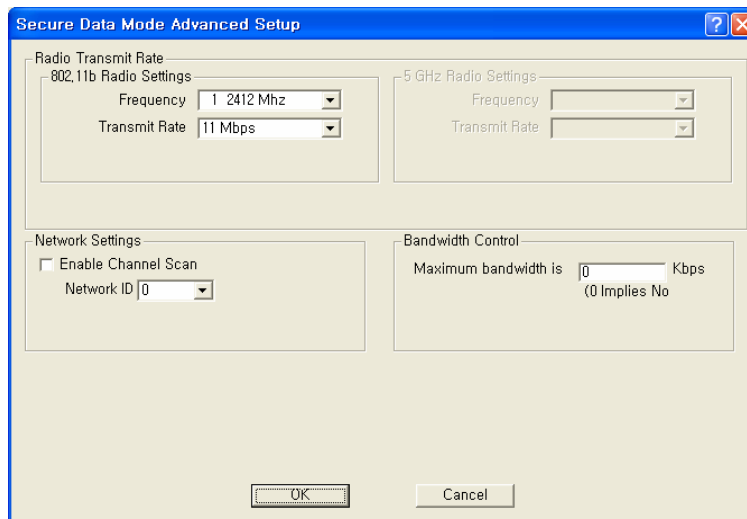 Secure Data Mode Advanced Setup
Radio Transmit Rate
802,11b Radio Settings
Frequency 1 2412 Mhz
Transmit Rate 11 Mbps
5 GHz Radio Settings
Frequency
Transmit Rate
Network Settings
Enable Channel Scan
Network ID 0
Bandwidth Control
Maximum bandwidth is 0 Kbps
(0 Implies No
OK
Cancel